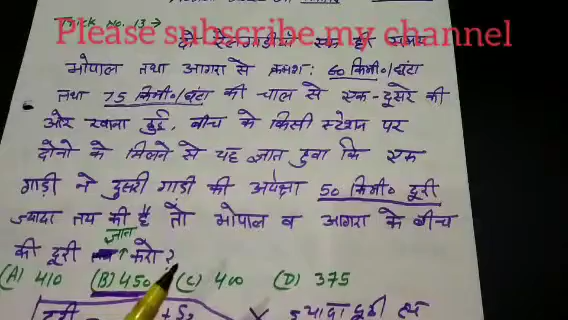 Trick No. 13 →
Please subscribe my channel
दो रेलगाड़ियां एक ही समय
भोपाल तथा आगरा से क्रमश: 60 किमी०/घंटा
तथा 75 किमी०/घंटा की चाल से एक-दूसरे की
ओर रवाना हुई, बीच के किसी स्टेशन पर
दोनो के मिलने से यह ज्ञात हुवा कि एक
गाड़ी ने दुसरी गाडी की अपेक्षा 50 किमी० दूरी
ज्यादा तय की है तो भोपाल व आगरा के बीच
की दूरी ज्ञात करो ?
(A) 410 (B) 450 (C) 400 (D) 375
दूरी + S₂ × ज्यादा दूरी तय